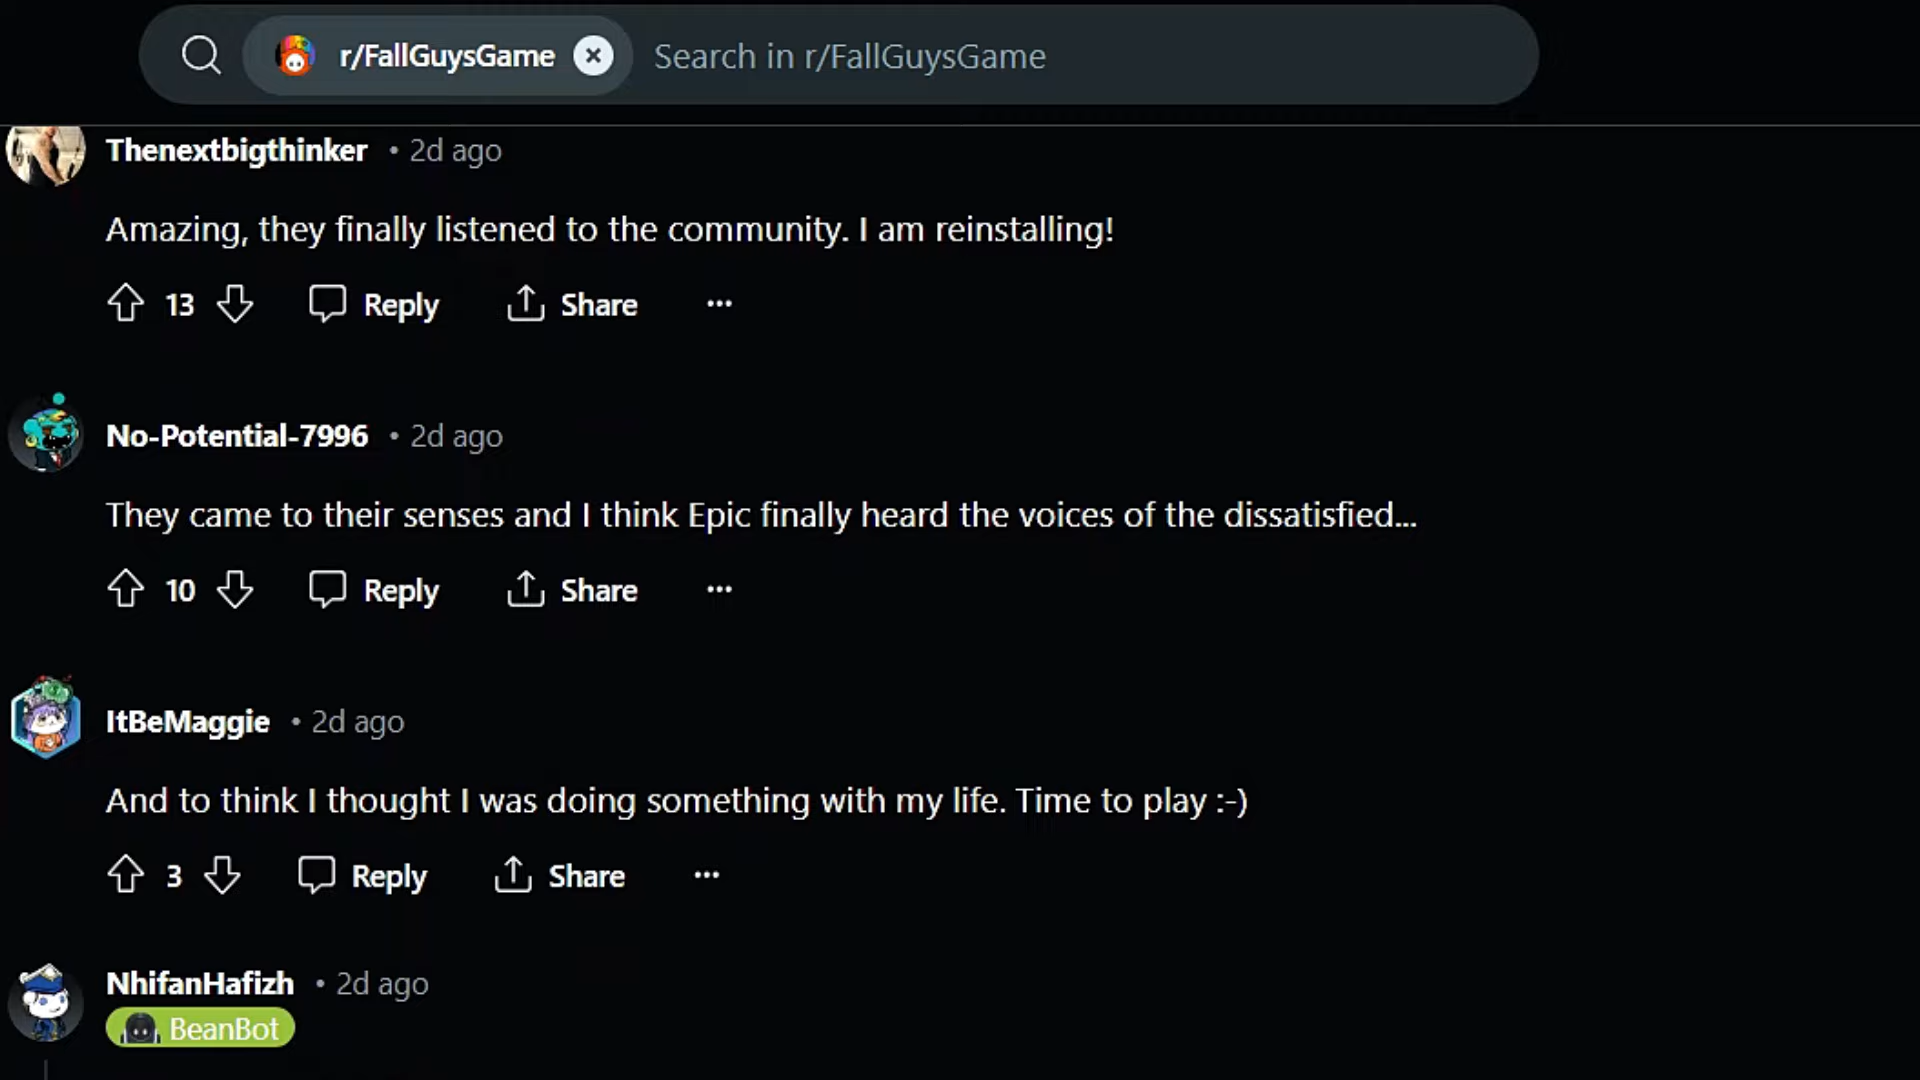 r/FallGuysGame Search in r/FallGuysGame
Thenextbigthinker • 2d ago
Amazing, they finally listened to the community. I am reinstalling!
13 Reply Share ...
No-Potential-7996 • 2d ago
They came to their senses and I think Epic finally heard the voices of the dissatisfied...
10 Reply Share ...
ItBeMaggie • 2d ago
And to think I thought I was doing something with my life. Time to play :-)
3 Reply Share ...
NhifanHafizh • 2d ago
BeanBot